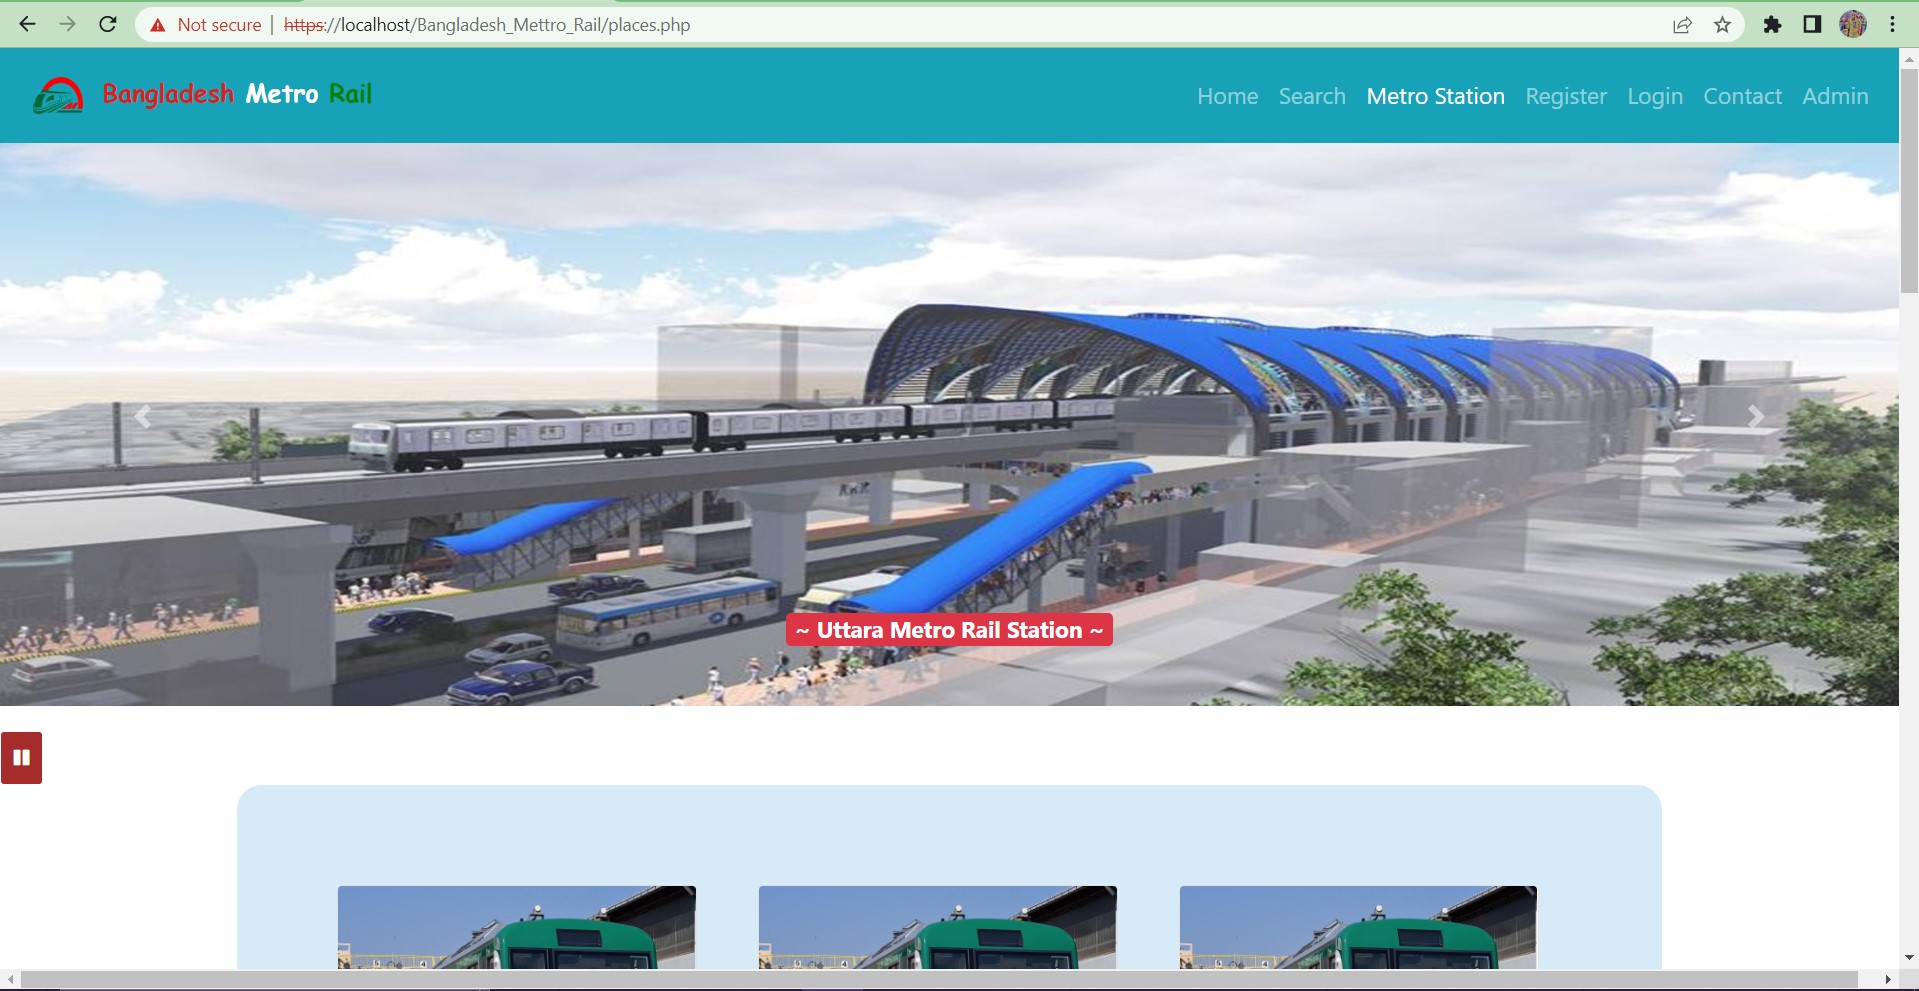 Not secure | https://localhost/Bangladesh_Mettro_Rail/places.php
Bangladesh Metro Rail
Home Search Metro Station Register Login Contact Admin
~ Uttara Metro Rail Station ~